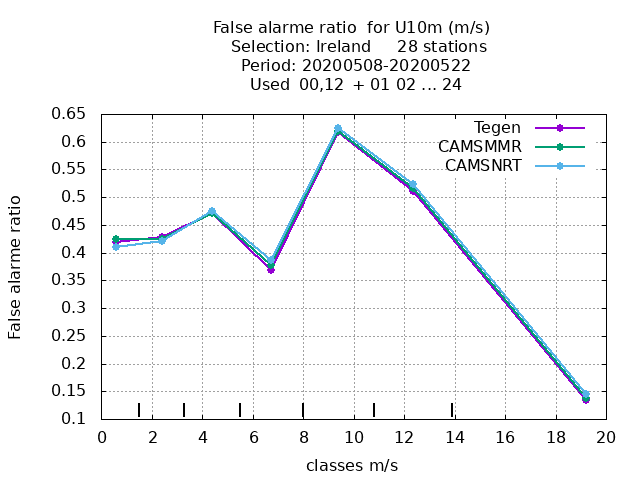 False alarme ratio  for U10m (m/s)
Selection: Ireland     28 stations
Period: 20200508-20200522
Used  00,12  + 01 02 ... 24
0.65
0.6
0.55
0.5
0.45
0.4
0.35
0.3
0.25
0.2
0.15
0.1
False alarme ratio
Tegen
CAMSMMR
CAMSNRT
0 2 4 6 8 10 12 14 16 18 20
classes m/s